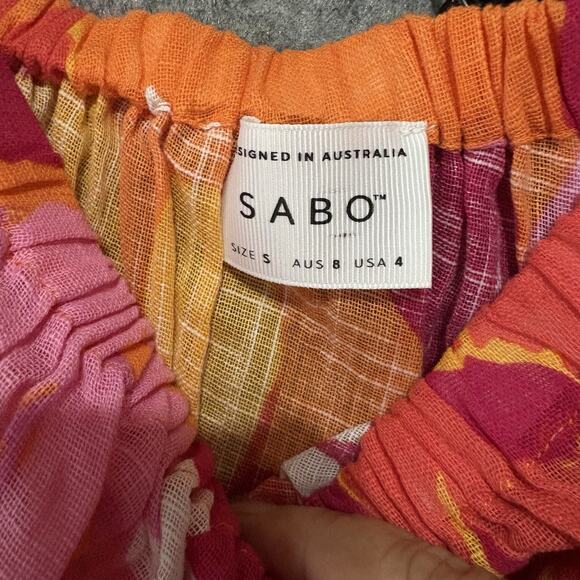 SIGNED IN AUSTRALIA
SABO™
SIZE S AUS 8 USA 4